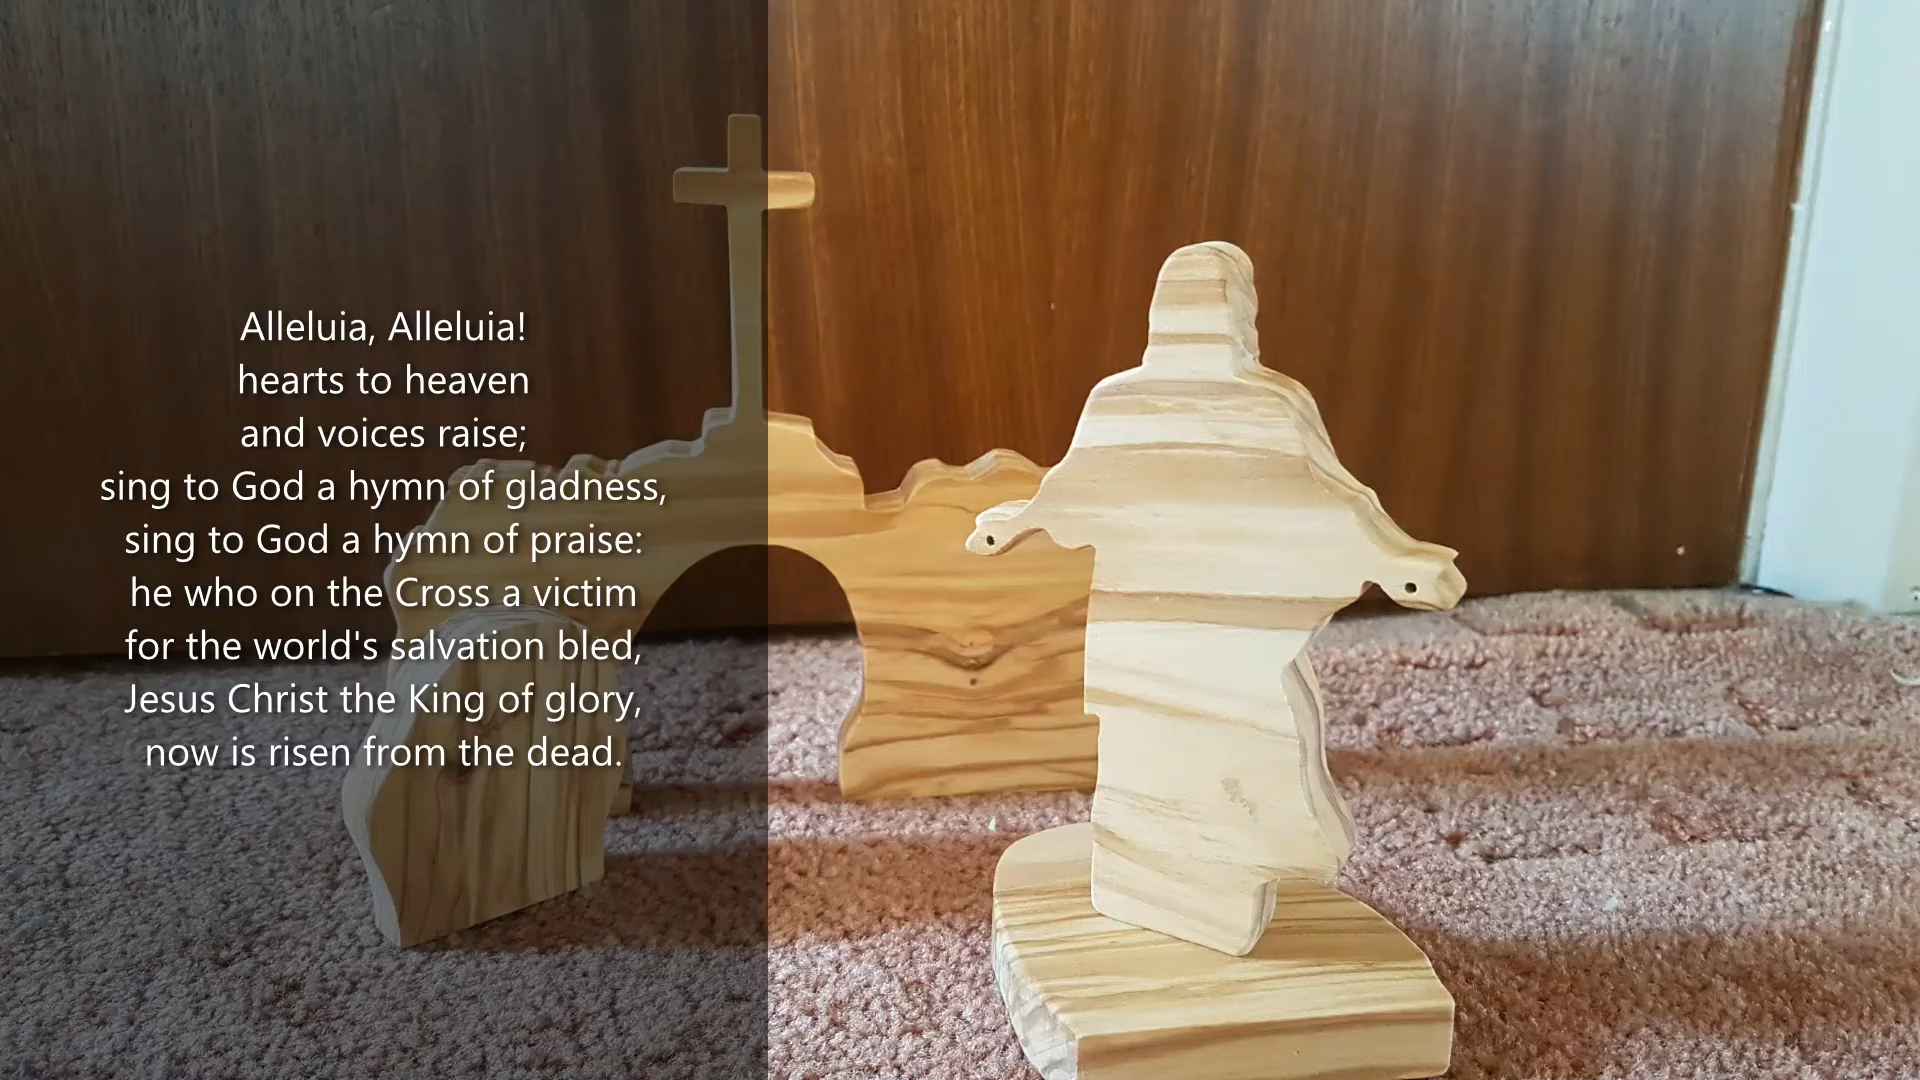 Alleluia, Alleluia!
hearts to heaven
and voices raise;
sing to God a hymn of gladness,
sing to God a hymn of praise:
he who on the Cross a victim
for the world's salvation bled,
Jesus Christ the King of glory,
now is risen from the dead.